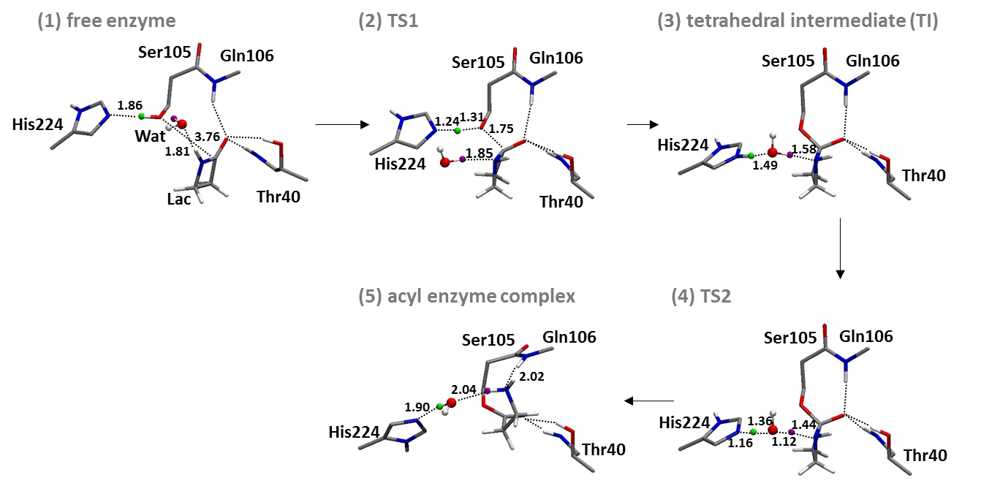 (1) free enzyme
Ser105
Gln106
1.86
His224
Wat
3.76
1.81
Lac
Thr40
(2) TS1
Ser105
Gln106
1.24
1.31
1.75
His224
1.85
Thr40
(3) tetrahedral intermediate (TI)
Ser105
Gln106
His224
1.58
1.49
Thr40
(5) acyl enzyme complex
Ser105
Gln106
2.02
2.04
1.90
His224
Thr40
(4) TS2
Ser105
Gln106
His224
1.36
1.44
1.16
1.12
Thr40